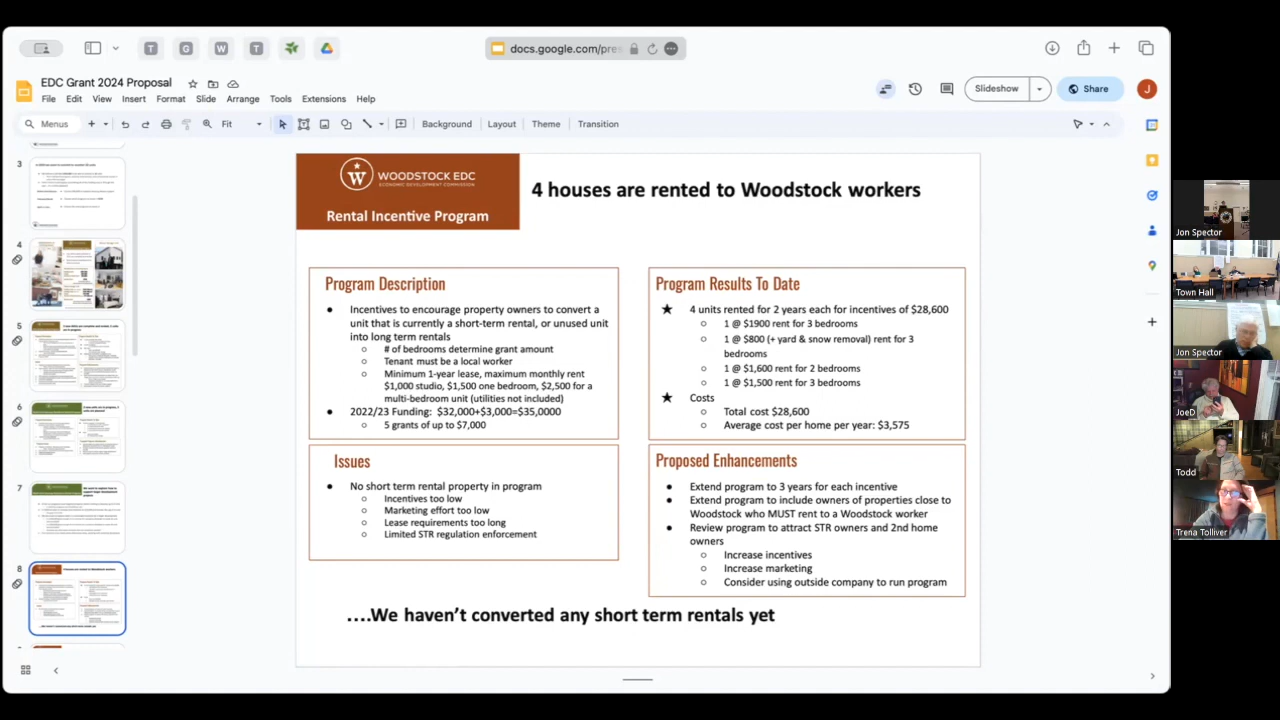 docs.google.com/pres
EDC Grant 2024 Proposal
File Edit View Insert Format Slide Arrange Tools Extensions Help
Slideshow
Share
J
Menus
Fit
Background
Layout
Theme
Transition
T
G
W
T
3
4
5
6
7
8
W
WOODSTOCK EDC
ECONOMIC DEVELOPMENT COMMISSION
Rental Incentive Program
4 houses are rented to Woodstock workers
Program Description
● Incentives to encourage property owners to convert a
unit that is currently a short-term rental, or unused unit
into long term rentals
○ # of bedrooms determine grant amount
○ Tenant must be a local worker
○ Minimum 1-year lease, maximum monthly rent
$1,000 studio, $1,500 one bedroom, $2,500 for a
multi-bedroom unit (utilities not included)
● 2022/23 Funding: $32,000+$3,000=$35,0000
5 grants of up to $7,000
Program Results To Date
★ 4 units rented for 2 years each for incentives of $28,600
○ 1 @ $1900 rent for 3 bedrooms
○ 1 @ $800 (+ yard & snow removal) rent for 3
bedrooms
○ 1 @ $1,600 rent for 2 bedrooms
○ 1 @ $1,500 rent for 3 bedrooms
★ Costs
○ Total cost $28,600
○ Average cost per home per year: $3,575
Issues
● No short term rental property in program
○ Incentives too low
○ Marketing effort too low
○ Lease requirements too long
○ Limited STR regulation enforcement
Proposed Enhancements
● Extend program to 3 years for each incentive
● Extend program to include owners of properties close to
Woodstock who MUST rent to a Woodstock worker
● Review program to attract STR owners and 2nd home
owners
○ Increase incentives
○ Increase marketing
○ Consider using outside company to run program
....We haven't converted any short term rentals yet
Jon Spector
Town Hall
Jon Spector
JoeD
Todd
Trena Tolliver